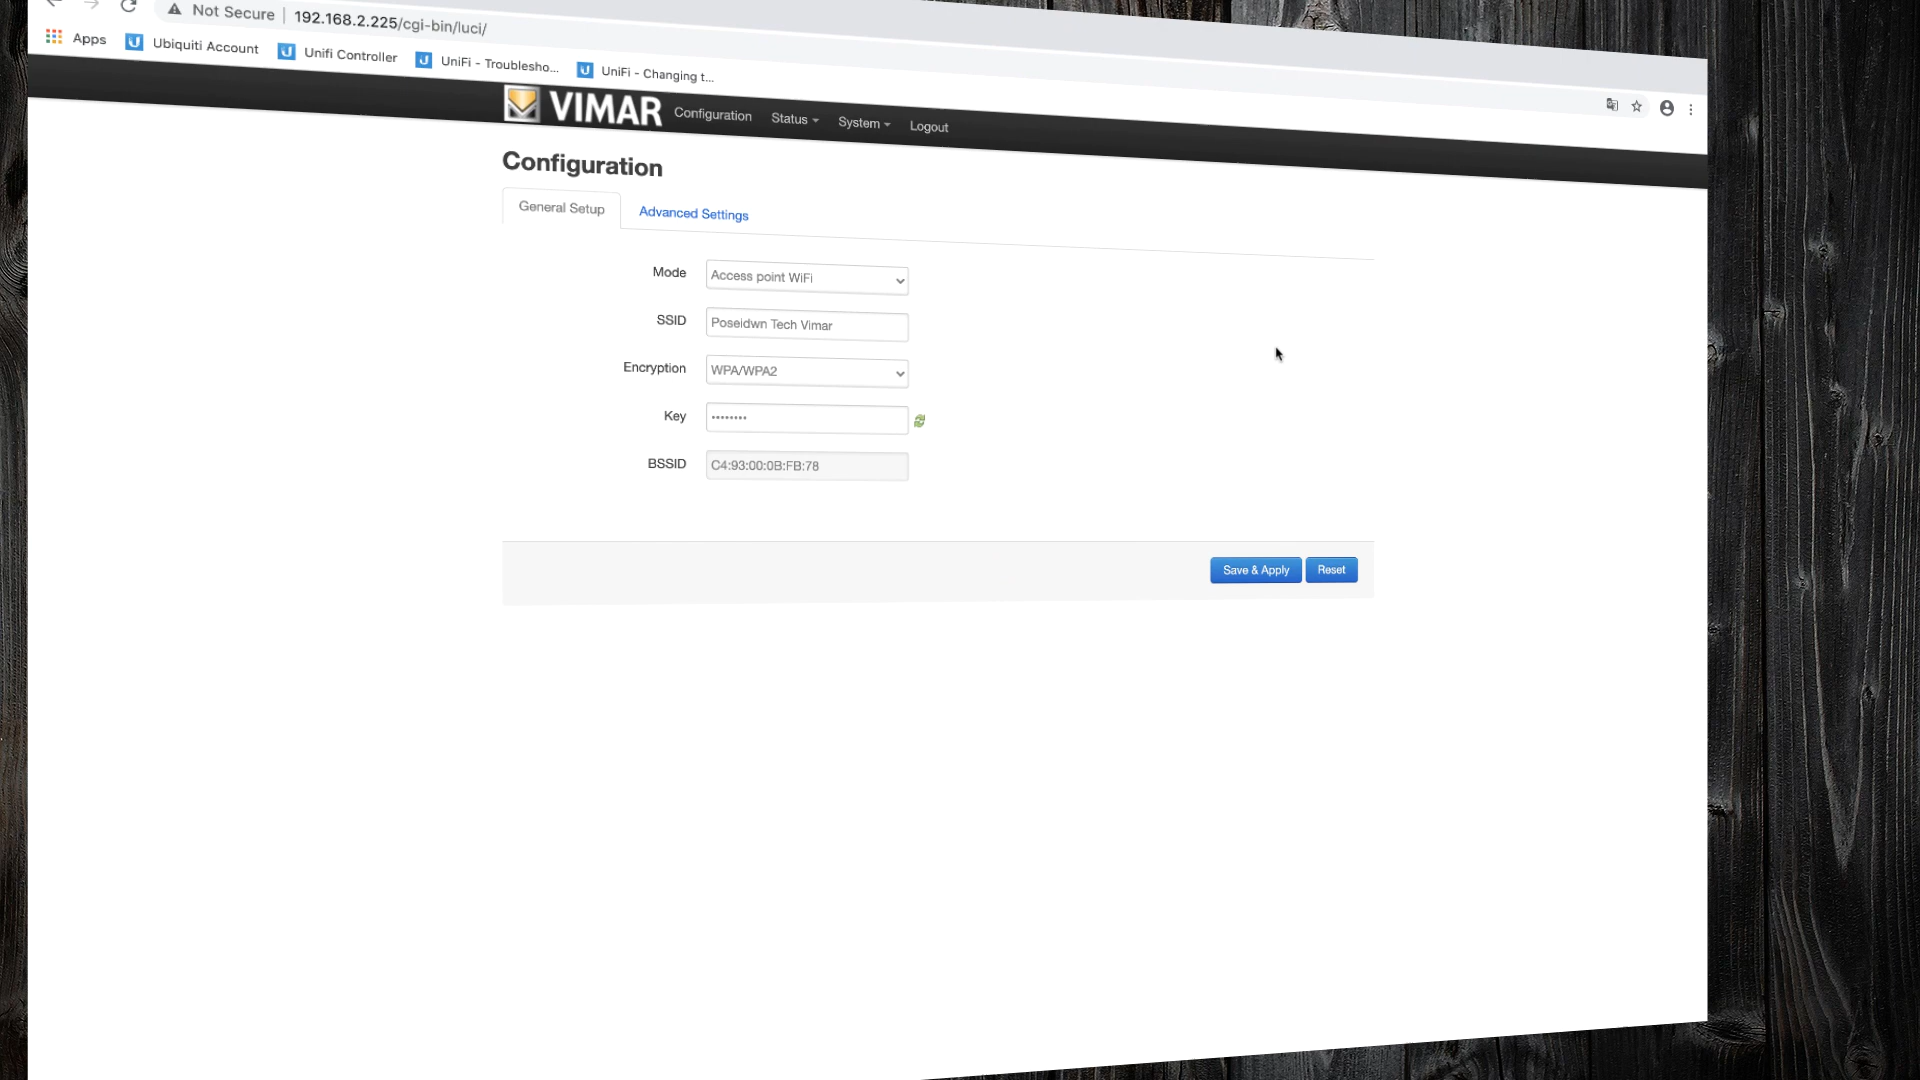 Not Secure | 192.168.2.225/cgi-bin/luci/
Apps Ubiquiti Account Unifi Controller UniFi - Troublesho... UniFi - Changing t...
VIMAR Configuration Status System Logout
Configuration
General Setup Advanced Settings
Mode Access point WiFi
SSID Poseidwn Tech Vimar
Encryption WPA/WPA2
Key ••••••••
BSSID C4:93:00:0B:FB:78
Save & Apply Reset